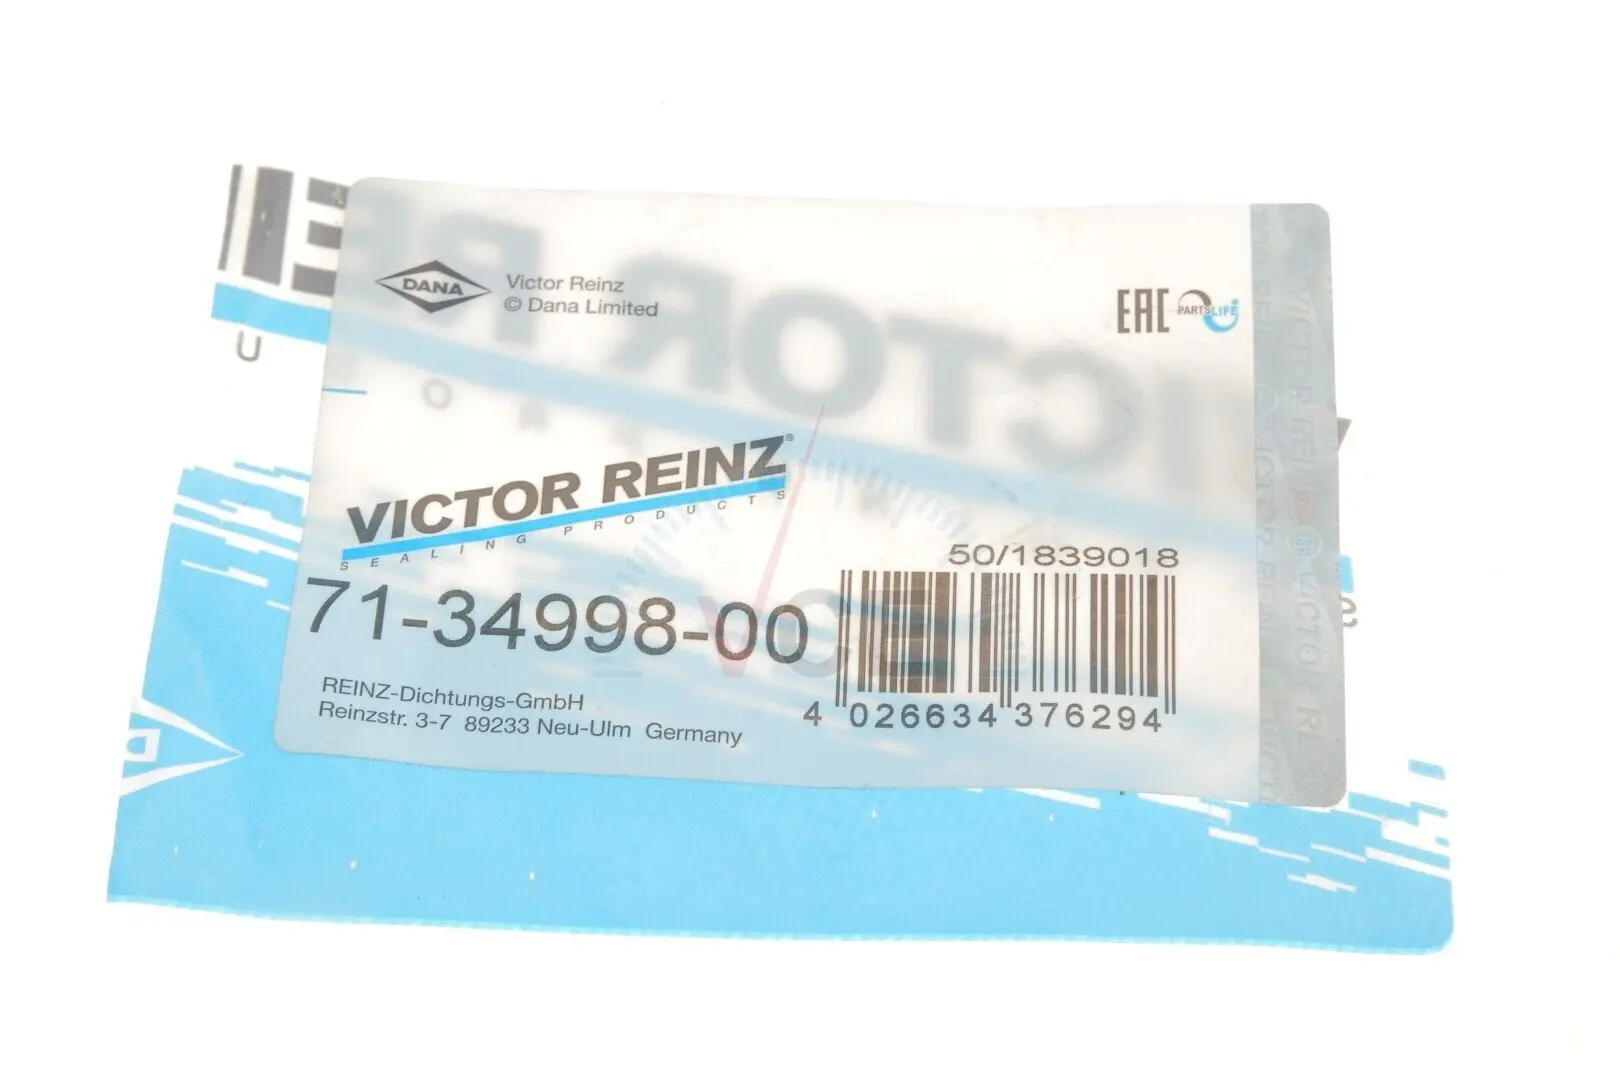 DANA
Victor Reinz
© Dana Limited
EAC
PARTSLIFE
VICTOR REINZ®
SEALING PRODUCTS
50/1839018
71-34998-00
REINZ-Dichtungs-GmbH
Reinzstr. 3-7 89233 Neu-Ulm Germany
4 026634 376294
VCE
U